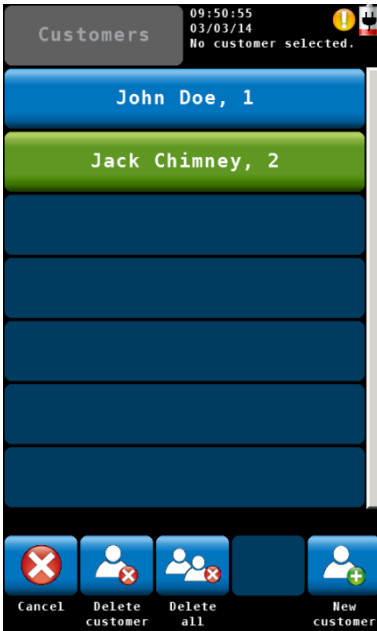 Customers
09:50:55
03/03/14
No customer selected.
John Doe, 1
Jack Chimney, 2
Cancel
Delete customer
Delete all
New customer